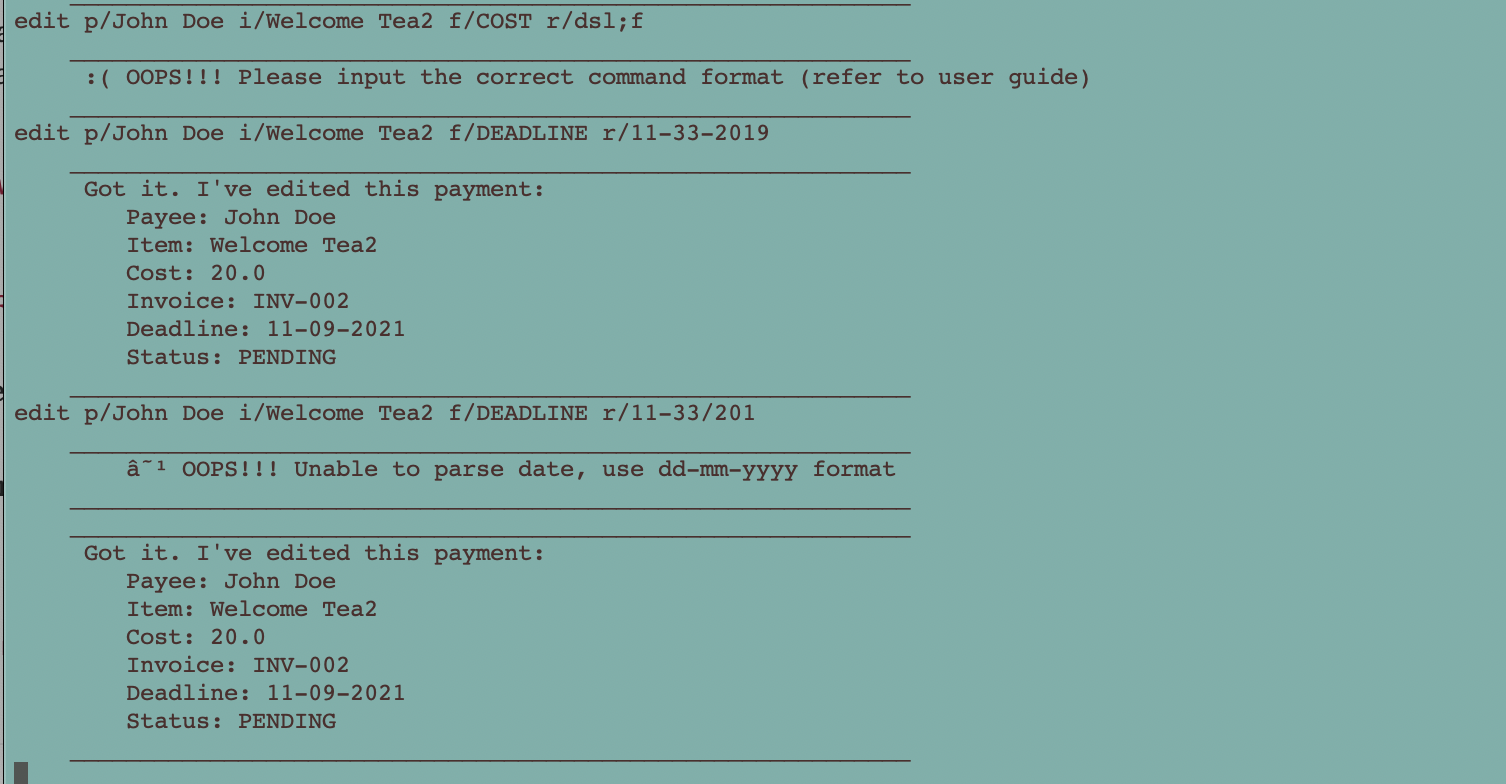 edit p/John Doe i/Welcome Tea2 f/COST r/dsl;f
:( OOPS!!! Please input the correct command format (refer to user guide)
edit p/John Doe i/Welcome Tea2 f/DEADLINE r/11-33-2019
Got it. I've edited this payment:
Payee: John Doe
Item: Welcome Tea2
Cost: 20.0
Invoice: INV-002
Deadline: 11-09-2021
Status: PENDING
edit p/John Doe i/Welcome Tea2 f/DEADLINE r/11-33/201
â˜¹ OOPS!!! Unable to parse date, use dd-mm-yyyy format
Got it. I've edited this payment:
Payee: John Doe
Item: Welcome Tea2
Cost: 20.0
Invoice: INV-002
Deadline: 11-09-2021
Status: PENDING